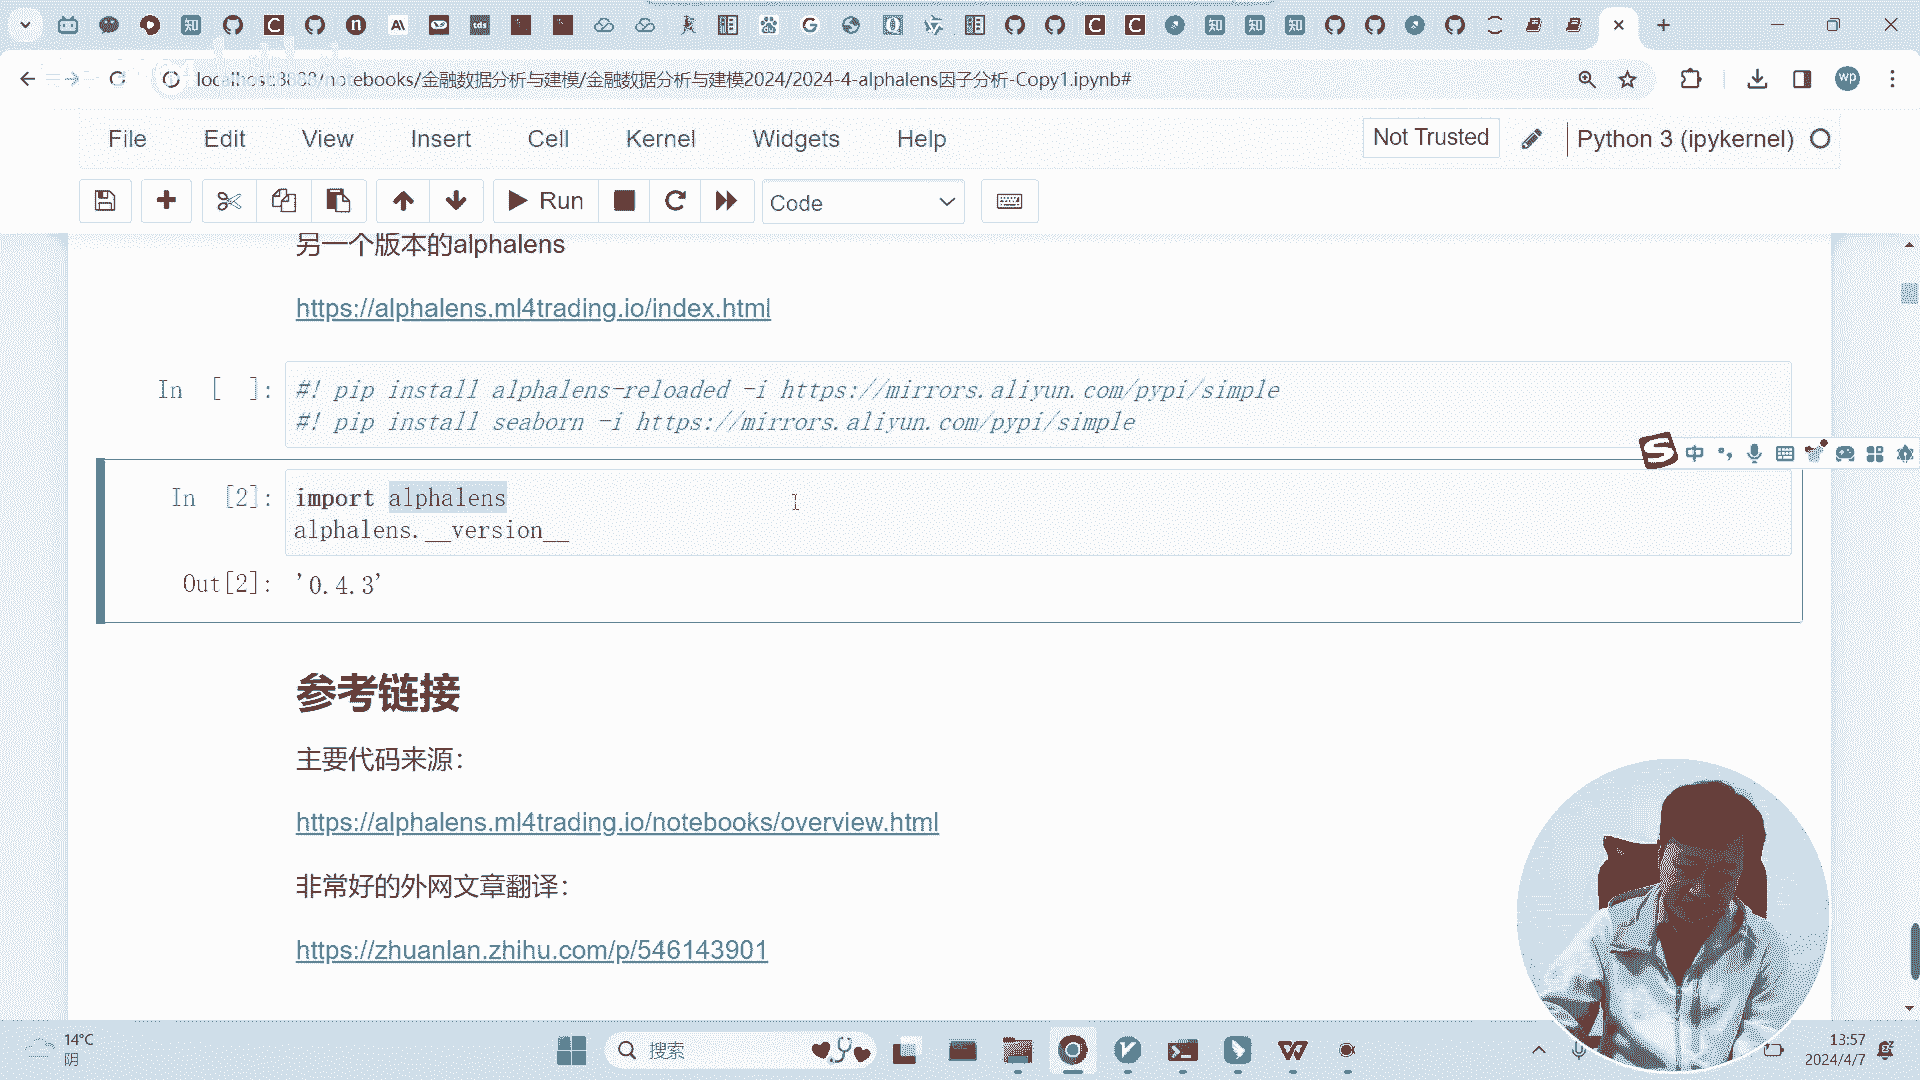 localhost:8888/notebooks/金融数据分析与建模/金融数据分析与建模2024/2024-4-alphalens因子分析-Copy1.ipynb#
wp
File Edit View Insert Cell Kernel Widgets Help
Not Trusted
Python 3 (ipykernel)
Run
Code
另一个版本的alphalens
https://alphalens.ml4trading.io/index.html
In [ ]:
#! pip install alphalens-reloaded -i https://mirrors.aliyun.com/pypi/simple
#! pip install seaborn -i https://mirrors.aliyun.com/pypi/simple
In [2]:
import alphalens
alphalens.__version__
Out[2]: '0.4.3'
中
参考链接
主要代码来源:
https://alphalens.ml4trading.io/notebooks/overview.html
非常好的外网文章翻译:
https://zhuanlan.zhihu.com/p/546143901
14°C
阴
搜索
13:57
2024/4/7